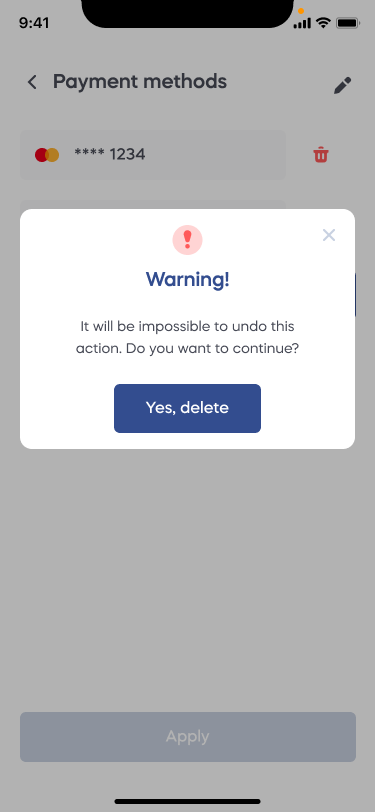 9:41
Payment methods
**** 1234
Warning!
It will be impossible to undo this
action. Do you want to continue?
Yes, delete
Apply